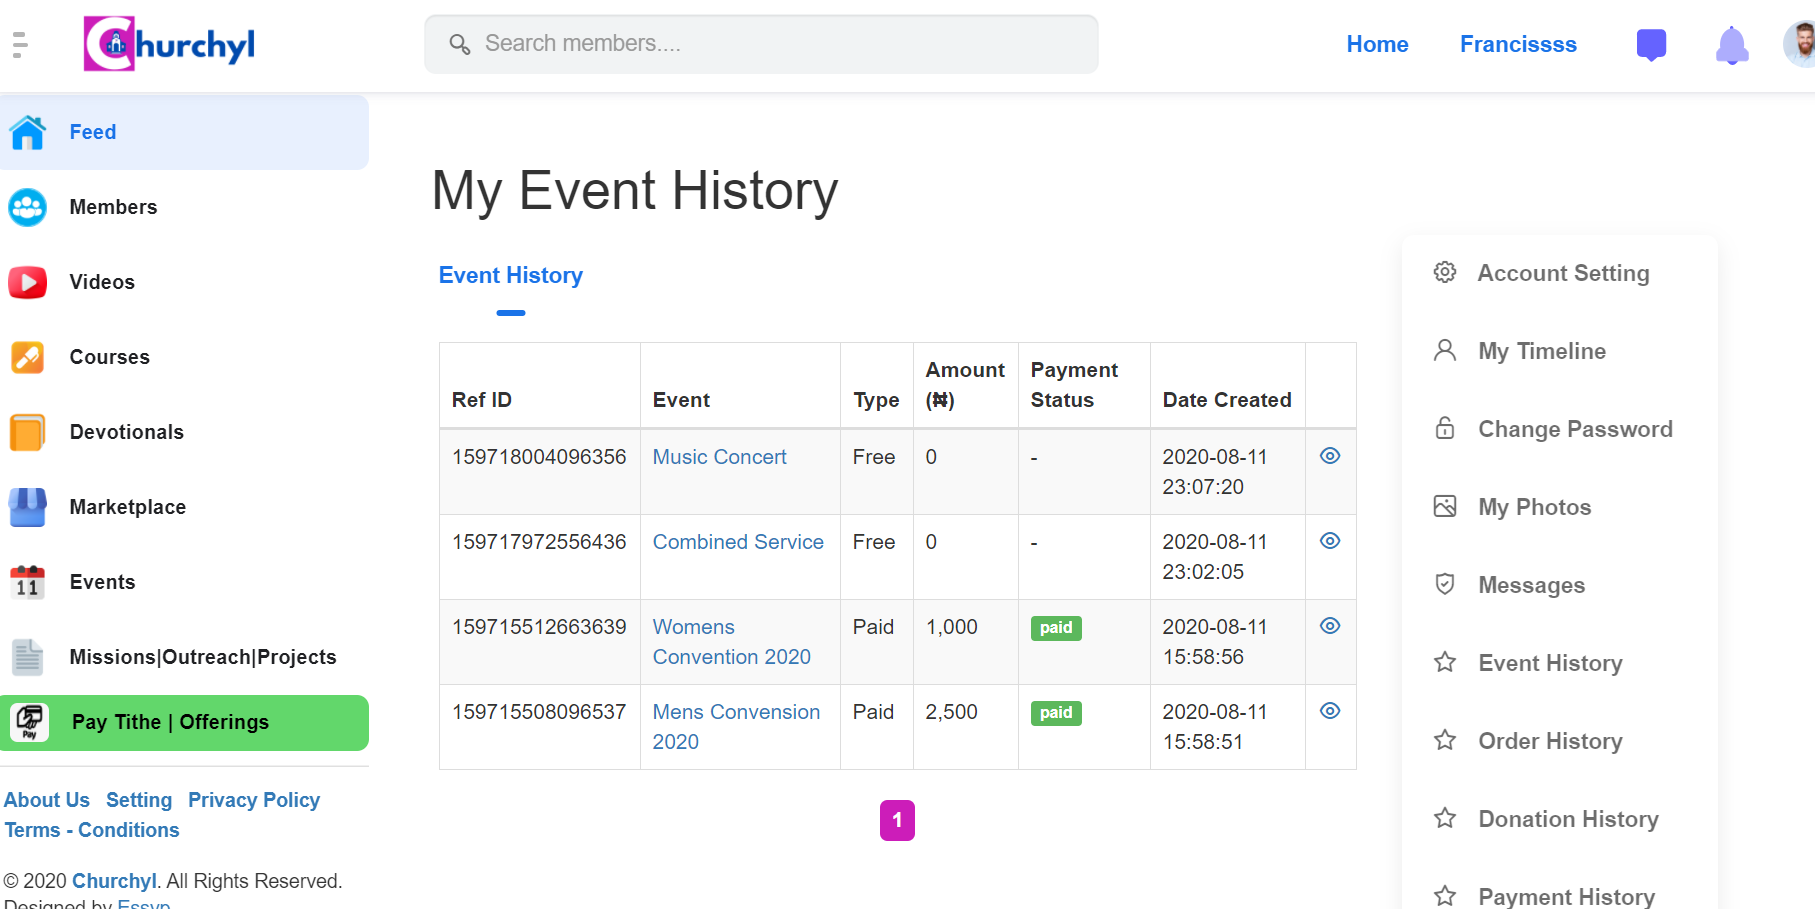 Churchyl
Search members....
Home
Francissss
Feed
Members
Videos
Courses
Devotionals
Marketplace
11
Events
Missions|Outreach|Projects
Pay
Pay Tithe | Offerings
About Us Setting Privacy Policy
Terms - Conditions
© 2020 Churchyl. All Rights Reserved.
Designed by Essyp
My Event History
Event History
Ref ID Event Type Amount (₦) Payment Status Date Created
159718004096356 Music Concert Free 0 - 2020-08-11
23:07:20
159717972556436 Combined Service Free 0 - 2020-08-11
23:02:05
159715512663639 Womens Paid 1,000 paid 2020-08-11
Convention 2020 15:58:56
159715508096537 Mens Convension Paid 2,500 paid 2020-08-11
2020 15:58:51
1
Account Setting
My Timeline
Change Password
My Photos
Messages
Event History
Order History
Donation History
Payment History